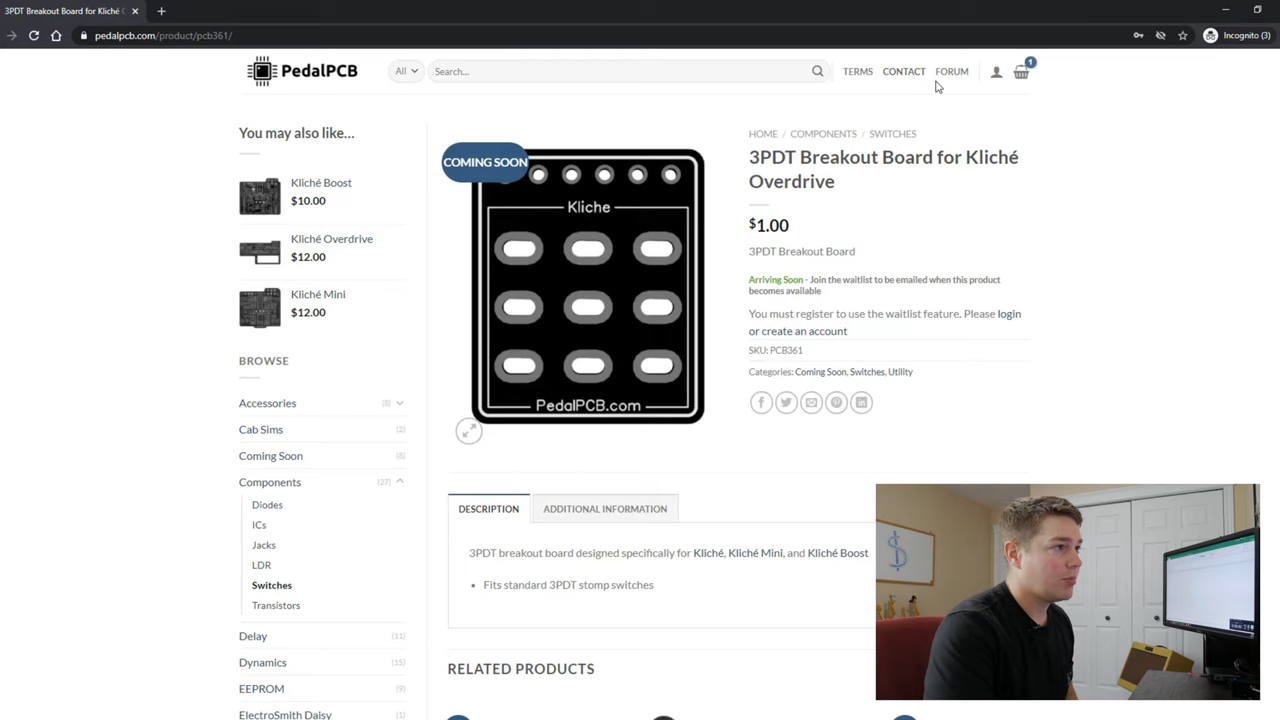 3PDT Breakout Board for Kliché
pedalpcb.com/product/pcb361/
Incognito (3)
PedalPCB
All
Search...
TERMS
CONTACT
FORUM
1
You may also like...
Kliché Boost
$10.00
Kliché Overdrive
$12.00
Kliché Mini
$12.00
BROWSE
Accessories (8)
Cab Sims (2)
Coming Soon (8)
Components (27)
Diodes
ICs
Jacks
LDR
Switches
Transistors
Delay (11)
Dynamics (15)
EEPROM (9)
ElectroSmith Daisy (1)
COMING SOON
Kliche
PedalPCB.com
HOME / COMPONENTS / SWITCHES
3PDT Breakout Board for Kliché
Overdrive
$1.00
3PDT Breakout Board
Arriving Soon - Join the waitlist to be emailed when this product
becomes available
You must register to use the waitlist feature. Please login
or create an account
SKU: PCB361
Categories: Coming Soon, Switches, Utility
DESCRIPTION
ADDITIONAL INFORMATION
3PDT breakout board designed specifically for Kliché, Kliché Mini, and Kliché Boost
• Fits standard 3PDT stomp switches
RELATED PRODUCTS
$